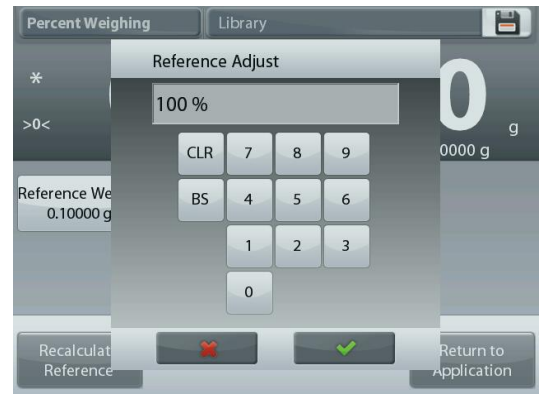 Percent Weighing
Library
Reference Adjust
*
100 %
0
>0<
g
0000 g
CLR 7 8 9
Reference We
0.10000 g
BS 4 5 6
1 2 3
0
Recalculat
Reference
Return to
Application